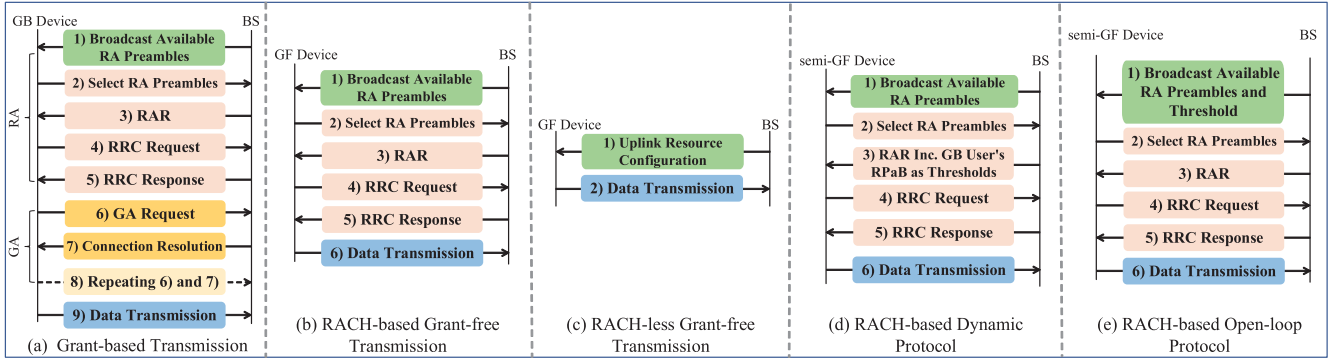 GB Device
BS
1) Broadcast Available
RA Preambles
2) Select RA Preambles
3) RAR
4) RRC Request
5) RRC Response
6) GA Request
7) Connection Resolution
8) Repeating 6) and 7)
9) Data Transmission
RA
GA
(a) Grant-based Transmission
GF Device
BS
1) Broadcast Available
RA Preambles
2) Select RA Preambles
3) RAR
4) RRC Request
5) RRC Response
6) Data Transmission
(b) RACH-based Grant-free
Transmission
GF Device
BS
1) Uplink Resource
Configuration
2) Data Transmission
(c) RACH-less Grant-free
Transmission
semi-GF Device
BS
1) Broadcast Available
RA Preambles
2) Select RA Preambles
3) RAR Inc. GB User's
RPaB as Thresholds
4) RRC Request
5) RRC Response
6) Data Transmission
(d) RACH-based Dynamic
Protocol
semi-GF Device
BS
1) Broadcast Available
RA Preambles and
Threshold
2) Select RA Preambles
3) RAR
4) RRC Request
5) RRC Response
6) Data Transmission
(e) RACH-based Open-loop
Protocol